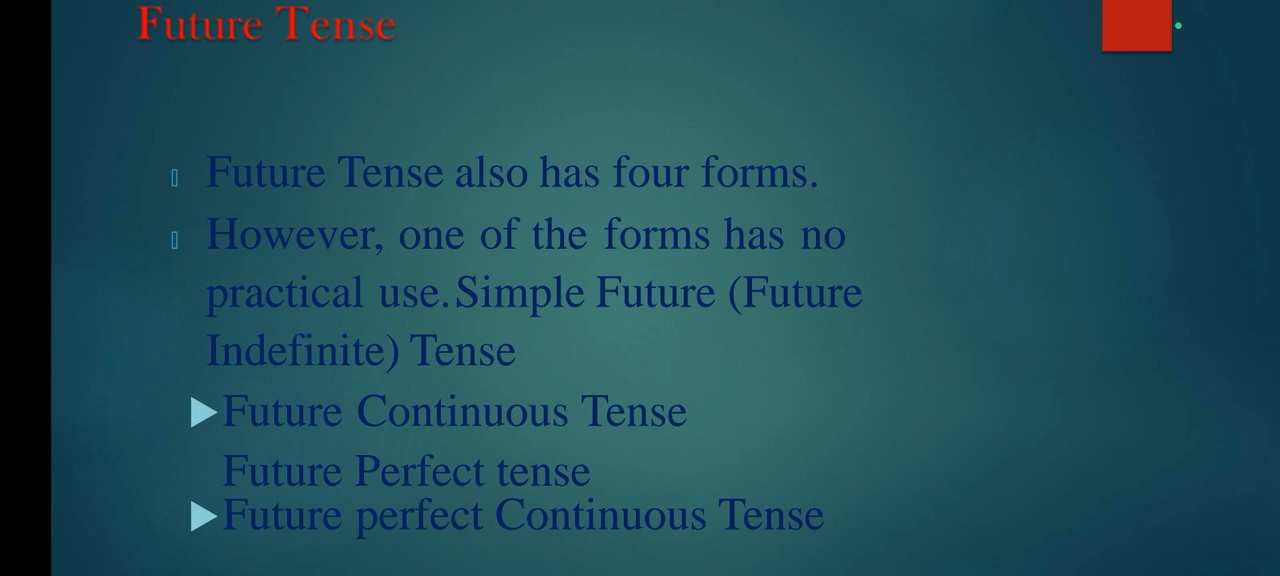 Future Tense
Future Tense also has four forms.
However, one of the forms has no
practical use.Simple Future (Future
Indefinite) Tense
Future Continuous Tense
Future Perfect tense
Future perfect Continuous Tense